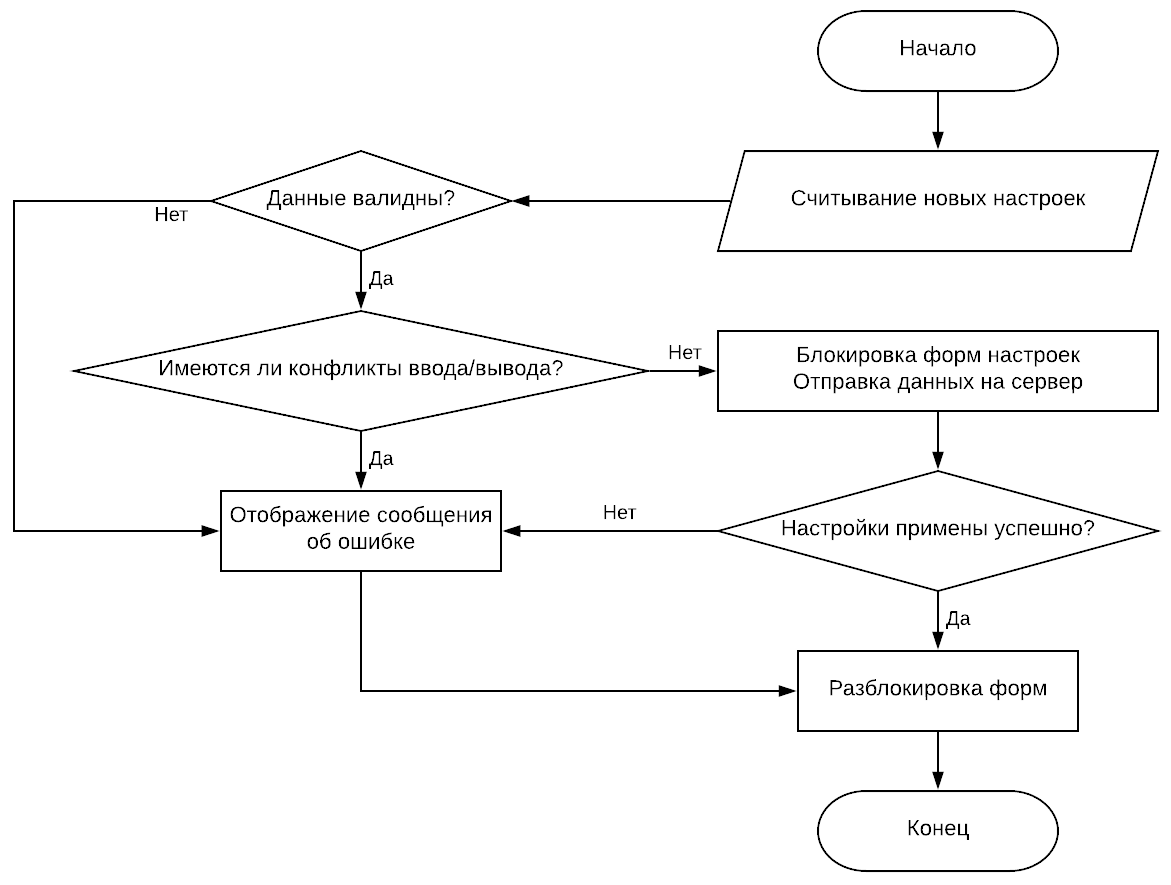 Начало
Считывание новых настроек
Данные валидны?
Нет
Да
Имеются ли конфликты ввода/вывода?
Нет
Блокировка форм настроек
Отправка данных на сервер
Да
Отображение сообщения
об ошибке
Нет
Настройки примены успешно?
Да
Разблокировка форм
Конец